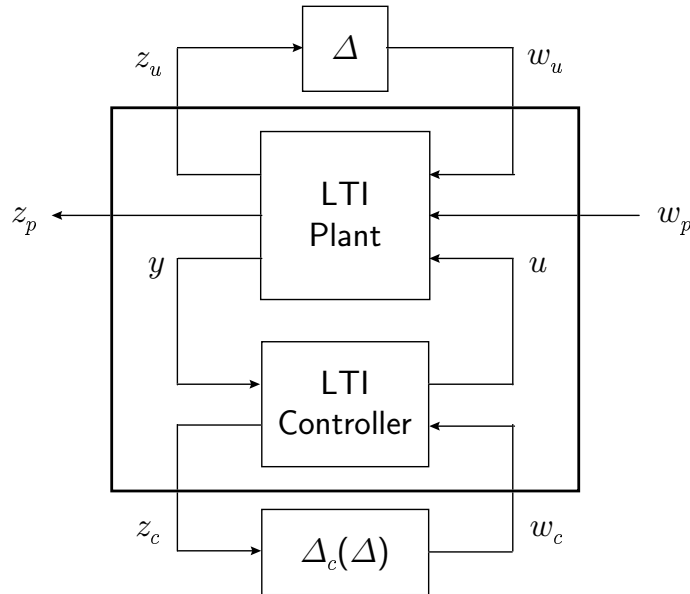 Δ
z_u
w_u
LTI
Plant
z_p
w_p
y
u
LTI
Controller
z_c
w_c
Δ_c(Δ)